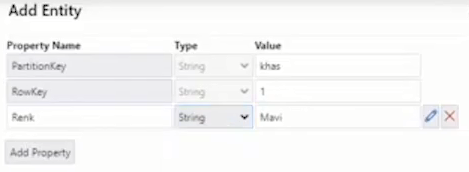 Add Entity
Property Name Type Value
PartitionKey String khas
RowKey String 1
Renk String Mavi
Add Property